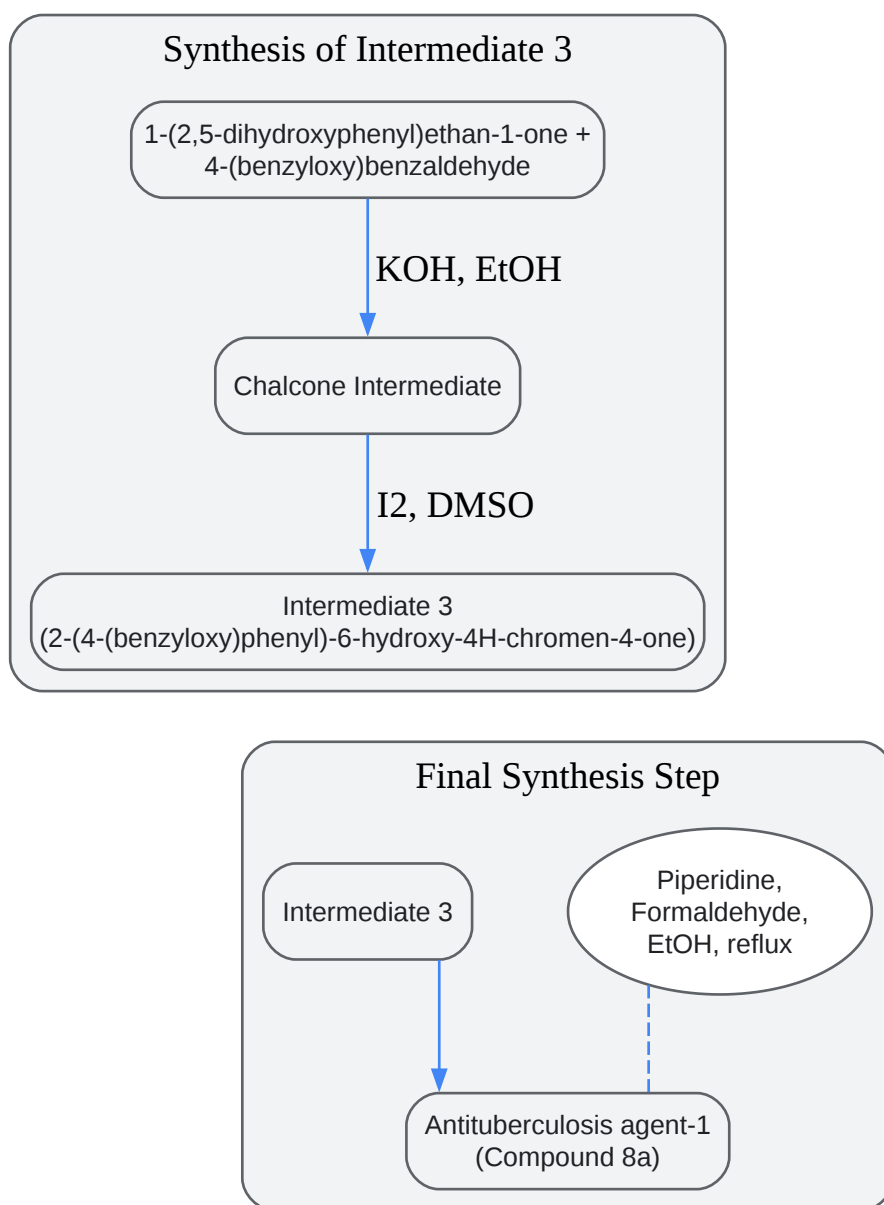 Synthesis of Intermediate 3
1-(2,5-dihydroxyphenyl)ethan-1-one +
4-(benzyloxy)benzaldehyde
KOH, EtOH
Chalcone Intermediate
I2, DMSO
Intermediate 3
(2-(4-(benzyloxy)phenyl)-6-hydroxy-4H-chromen-4-one)
Final Synthesis Step
Intermediate 3
Piperidine,
Formaldehyde,
EtOH, reflux
Antituberculosis agent-1
(Compound 8a)